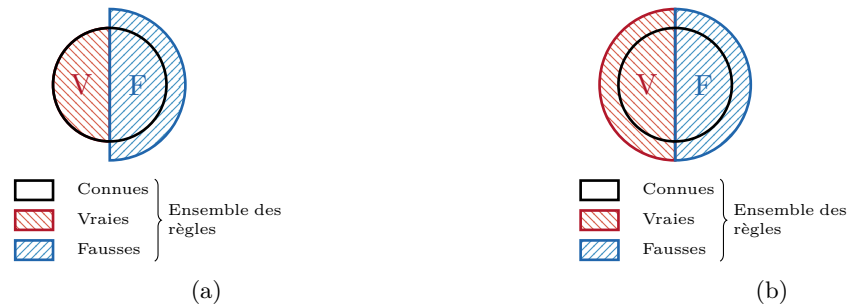 V F
Connues
Vraies
Fausses
Ensemble des
règles
(a)
V F
Connues
Vraies
Fausses
Ensemble des
règles
(b)